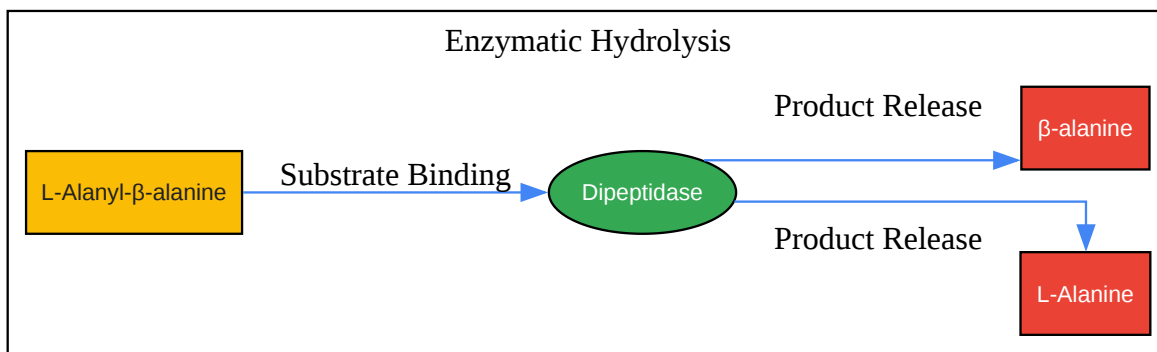 Enzymatic Hydrolysis
Product Release
β-alanine
L-Alanyl-β-alanine
Substrate Binding
Dipeptidase
Product Release
L-Alanine